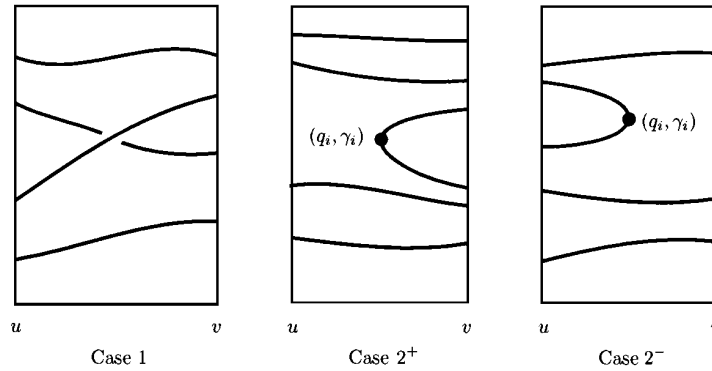 (q_i, γ_i)
(q_i, γ_i)
u v u v u
Case 1 Case 2^+ Case 2^-